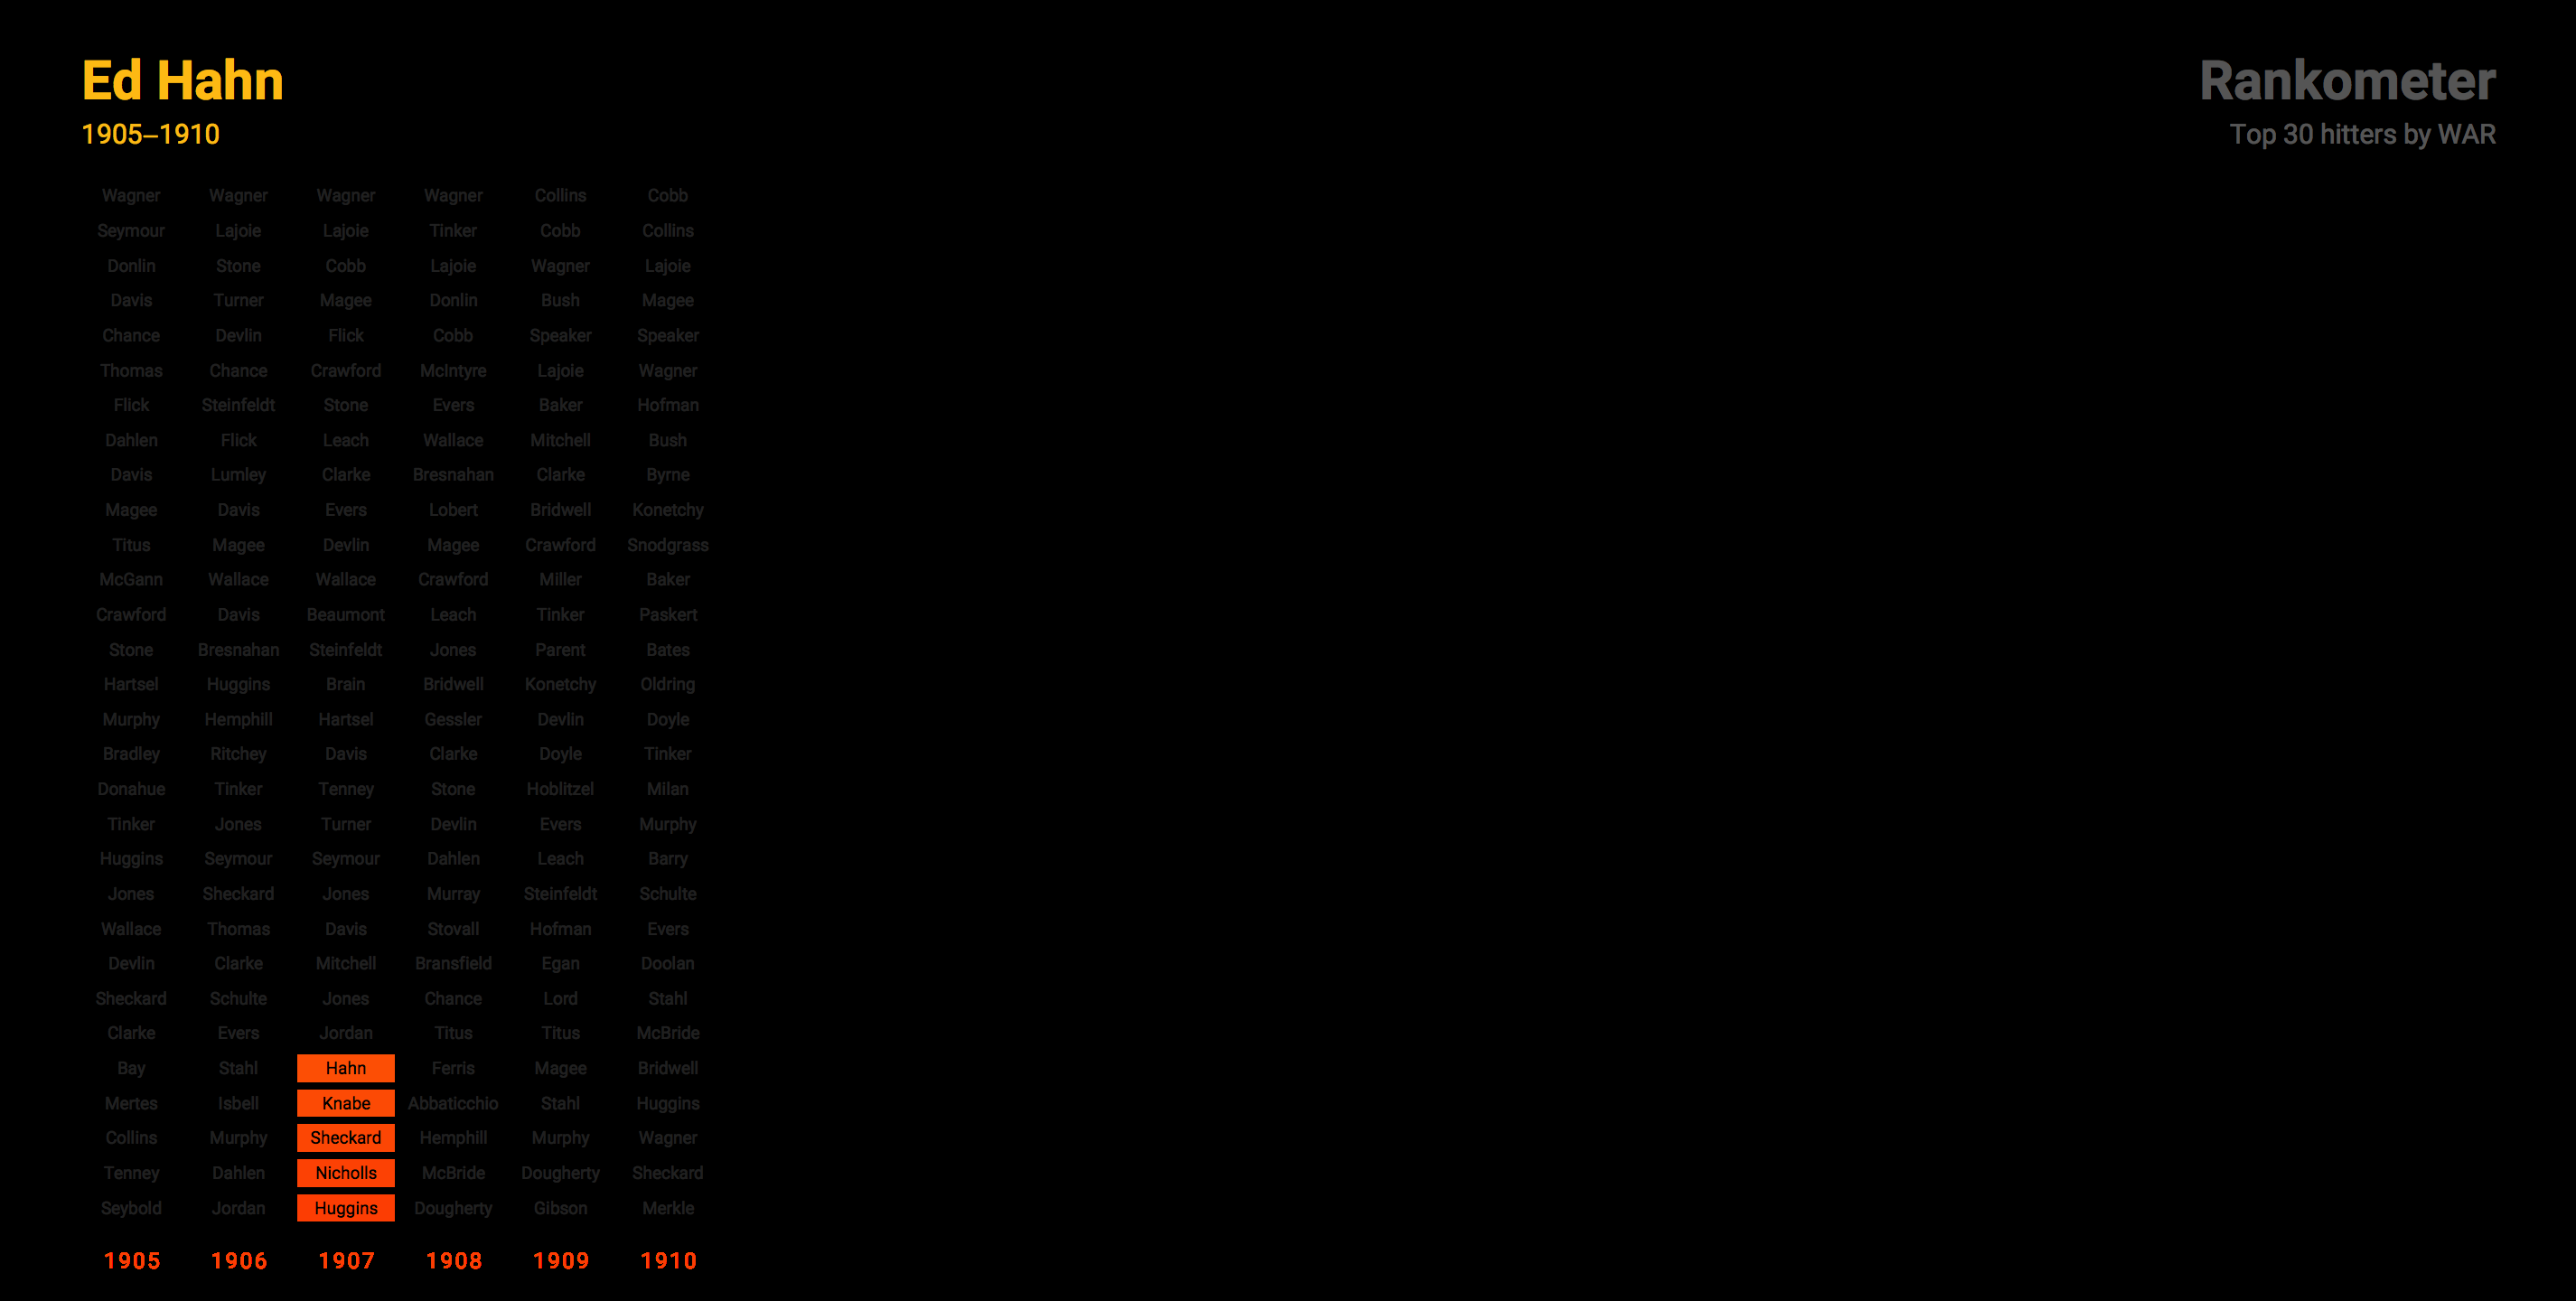 Ed Hahn
1905–1910
Rankometer
Top 30 hitters by WAR
Wagner Wagner Wagner Wagner Collins Cobb
Seymour Lajoie Lajoie Tinker Cobb Collins
Donlin Stone Cobb Lajoie Wagner Lajoie
Davis Turner Magee Donlin Bush Magee
Chance Devlin Flick Cobb Speaker Speaker
Thomas Chance Crawford McIntyre Lajoie Wagner
Flick Steinfeldt Stone Evers Baker Hofman
Dahlen Flick Leach Wallace Mitchell Bush
Davis Lumley Clarke Bresnahan Clarke Byrne
Magee Davis Evers Lobert Bridwell Konetchy
Titus Magee Devlin Magee Crawford Snodgrass
McGann Wallace Wallace Crawford Miller Baker
Crawford Davis Beaumont Leach Tinker Paskert
Stone Bresnahan Steinfeldt Jones Parent Bates
Hartsel Huggins Brain Bridwell Konetchy Oldring
Murphy Hemphill Hartsel Gessler Devlin Doyle
Bradley Ritchey Davis Clarke Doyle Tinker
Donahue Tinker Tenney Stone Hoblitzel Milan
Tinker Jones Turner Devlin Evers Murphy
Huggins Seymour Seymour Dahlen Leach Barry
Jones Sheckard Jones Murray Steinfeldt Schulte
Wallace Thomas Davis Stovall Hofman Evers
Devlin Clarke Mitchell Bransfield Egan Doolan
Sheckard Schulte Jones Chance Lord Stahl
Clarke Evers Jordan Titus Titus McBride
Bay Stahl Hahn Ferris Magee Bridwell
Mertes Isbell Knabe Abbaticchio Stahl Huggins
Collins Murphy Sheckard Hemphill Murphy Wagner
Tenney Dahlen Nicholls McBride Dougherty Sheckard
Seybold Jordan Huggins Dougherty Gibson Merkle
1905 1906 1907 1908 1909 1910